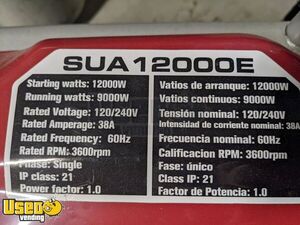 SUA12000E
Starting watts: 12000W
Running watts: 9000W
Rated Voltage: 120/240V
Rated Amperage: 38A
Rated Frequency: 60Hz
Rated RPM: 3600rpm
Phase: Single
IP class: 21
Power factor: 1.0
Vatios de arranque: 12000W
Vatios continuos: 9000W
Tensión nominal: 120/240V
Intensidad de corriente nominal: 38A
Frecuencia nominal: 60Hz
Calificacion RPM: 3600rpm
Fase: único
Class IP: 21
Factor de Potencia: 1.0
UsedVending